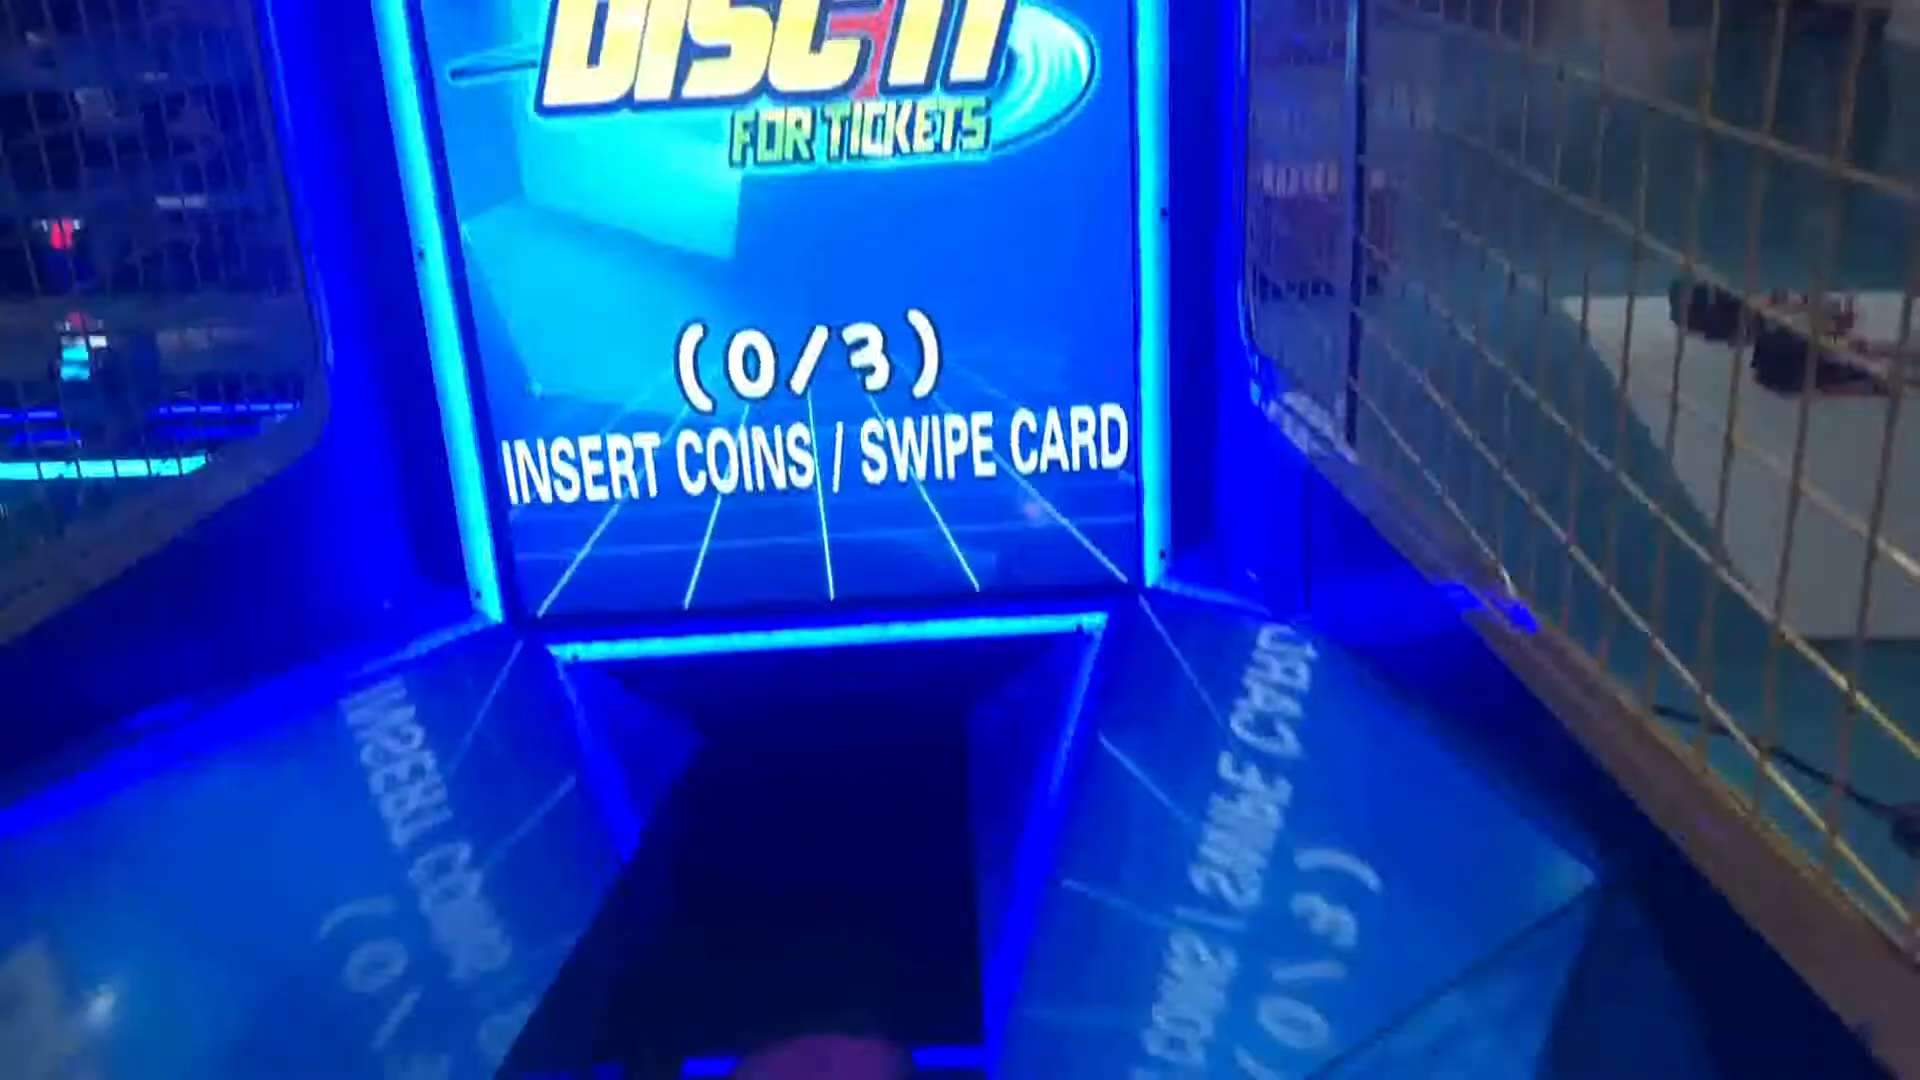 DISC'IT
FOR TICKETS
(0/3)
INSERT COINS / SWIPE CARD